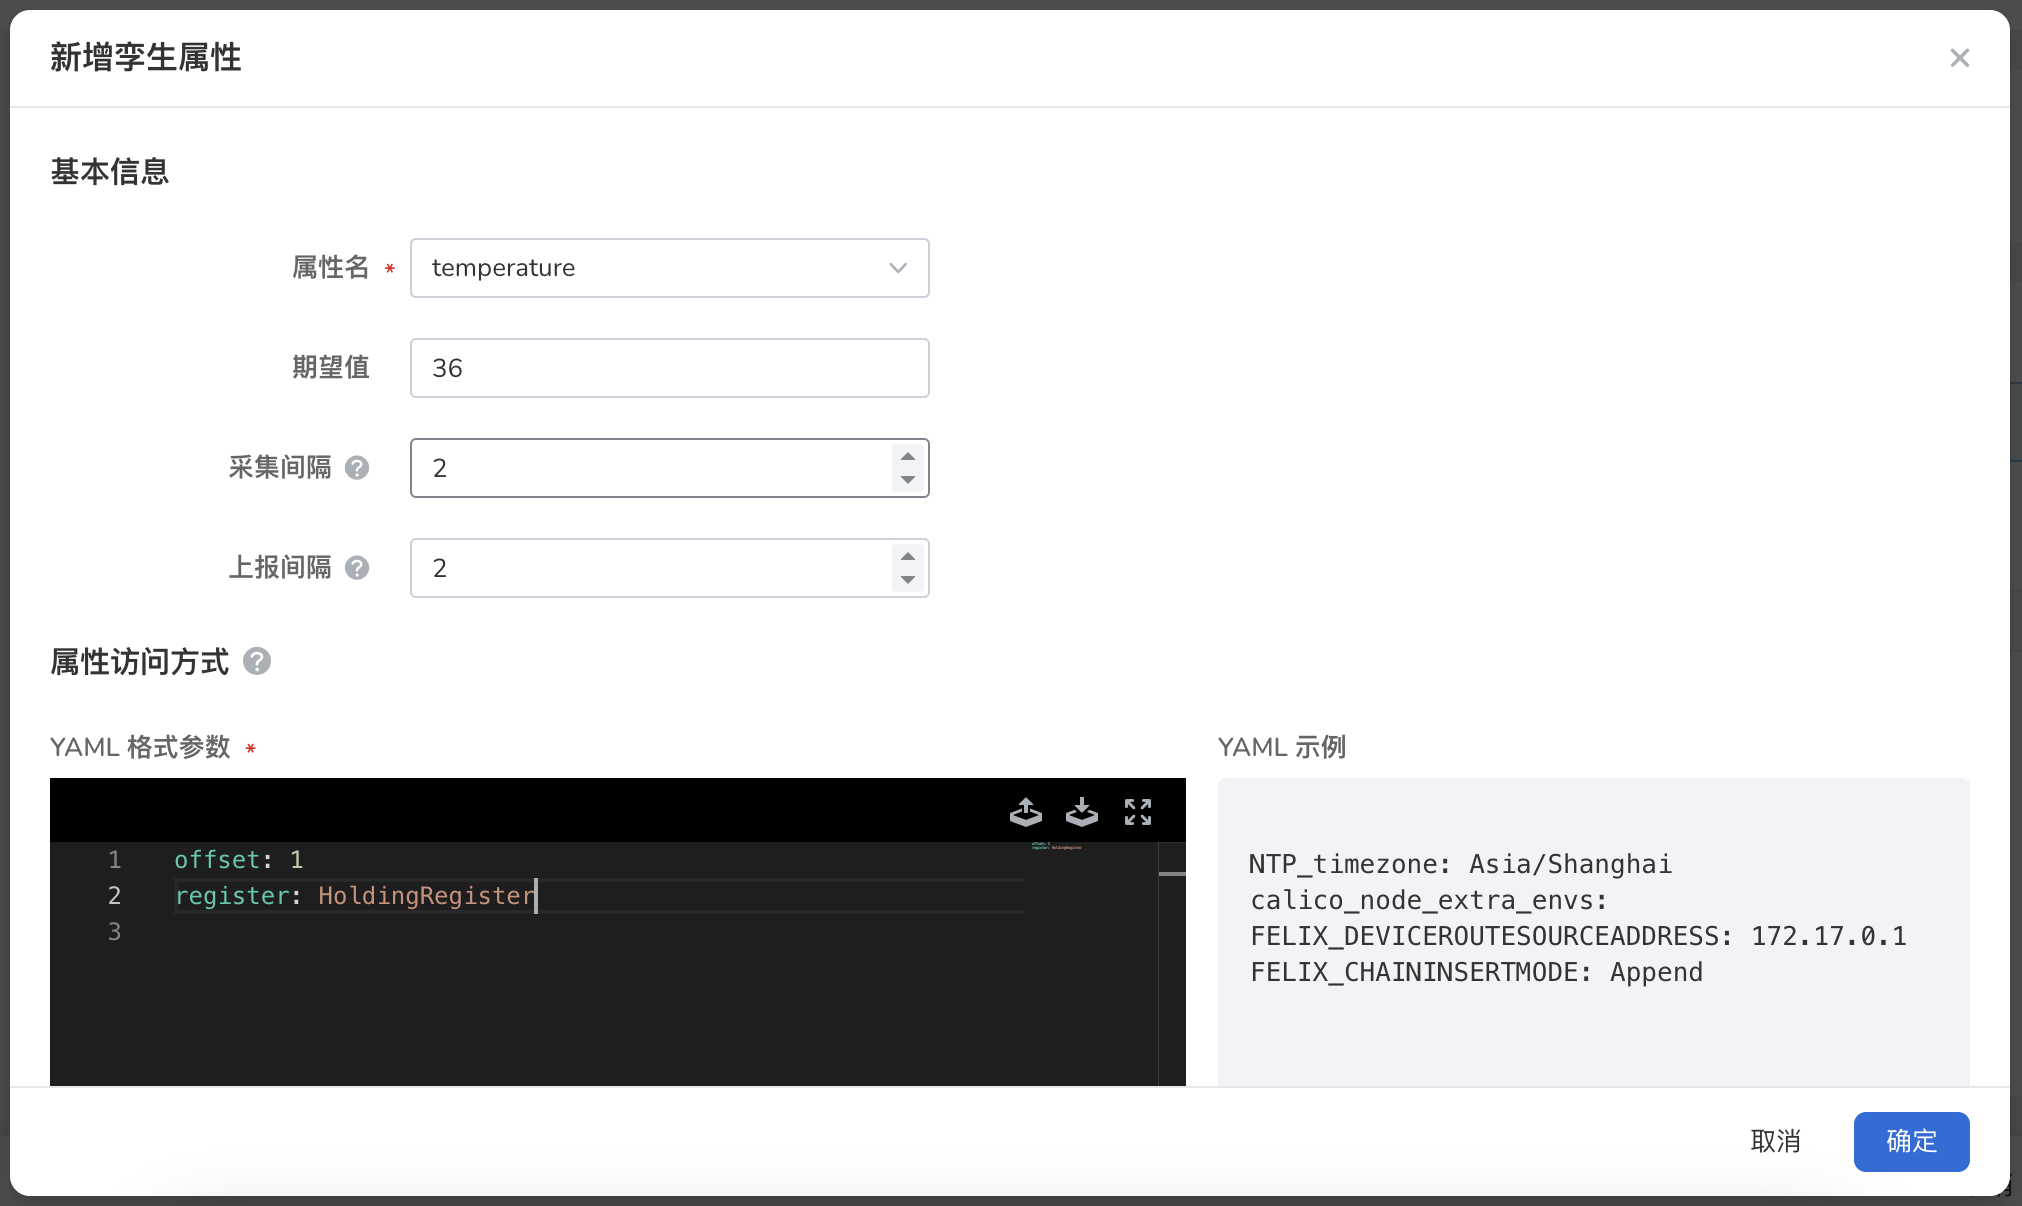 新增孪生属性
基本信息
属性名 *
temperature
期望值
36
采集间隔 ?
2
上报间隔 ?
2
属性访问方式 ?
YAML 格式参数 *
1 offset: 1
2 register: HoldingRegister
3
YAML 示例
NTP_timezone: Asia/Shanghai
calico_node_extra_envs:
FELIX_DEVICEROUTESOURCEADDRESS: 172.17.0.1
FELIX_CHAININSERTMODE: Append
取消
确定